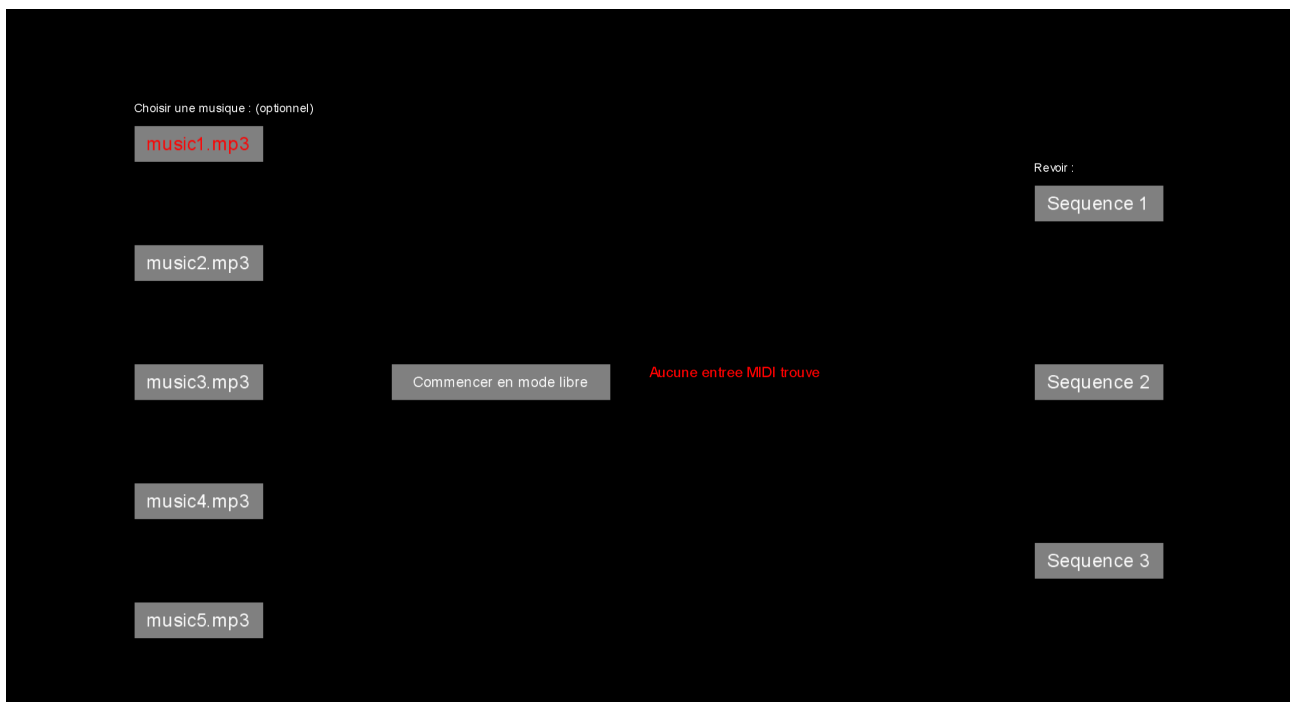 Choisir une musique : (optionnel)
music1.mp3
music2.mp3
music3.mp3
music4.mp3
music5.mp3
Commencer en mode libre
Aucune entree MIDI trouve
Revoir :
Sequence 1
Sequence 2
Sequence 3